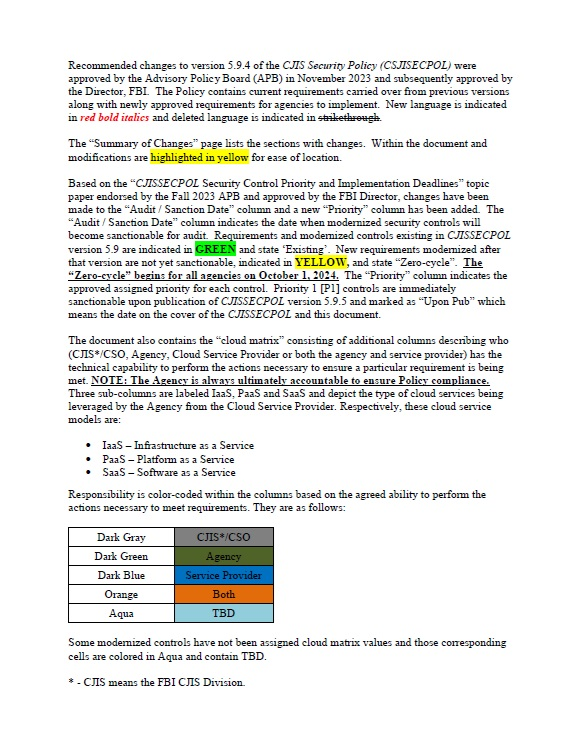 Recommended changes to version 5.9.4 of the CJIS Security Policy (CSJISECPOL) were
approved by the Advisory Policy Board (APB) in November 2023 and subsequently approved by
the Director, FBI.  The Policy contains current requirements carried over from previous versions
along with newly approved requirements for agencies to implement.  New language is indicated
in red bold italics and deleted language is indicated in strikethrough.
The “Summary of Changes” page lists the sections with changes.  Within the document and
modifications are highlighted in yellow for ease of location.
Based on the “CJISSECPOL Security Control Priority and Implementation Deadlines” topic
paper endorsed by the Fall 2023 APB and approved by the FBI Director, changes have been
made to the “Audit / Sanction Date” column and a new “Priority” column has been added.  The
“Audit / Sanction Date” column indicates the date when modernized security controls will
become sanctionable for audit.  Requirements and modernized controls existing in CJISSECPOL
version 5.9 are indicated in GREEN and state ‘Existing’.  New requirements modernized after
that version are not yet sanctionable, indicated in YELLOW, and state “Zero-cycle”.  The
“Zero-cycle” begins for all agencies on October 1, 2024.  The “Priority” column indicates the
approved assigned priority for each control.  Priority 1 [P1] controls are immediately
sanctionable upon publication of CJISSECPOL version 5.9.5 and marked as “Upon Pub” which
means the date on the cover of the CJISSECPOL and this document.
The document also contains the “cloud matrix” consisting of additional columns describing who
(CJIS*/CSO, Agency, Cloud Service Provider or both the agency and service provider) has the
technical capability to perform the actions necessary to ensure a particular requirement is being
met. NOTE: The Agency is always ultimately accountable to ensure Policy compliance.
Three sub-columns are labeled IaaS, PaaS and SaaS and depict the type of cloud services being
leveraged by the Agency from the Cloud Service Provider. Respectively, these cloud service
models are:
• IaaS – Infrastructure as a Service
• PaaS – Platform as a Service
• SaaS – Software as a Service
Responsibility is color-coded within the columns based on the agreed ability to perform the
actions necessary to meet requirements. They are as follows:
Dark Gray CJIS*/CSO
Dark Green Agency
Dark Blue Service Provider
Orange Both
Aqua TBD
Some modernized controls have not been assigned cloud matrix values and those corresponding
cells are colored in Aqua and contain TBD.
* - CJIS means the FBI CJIS Division.